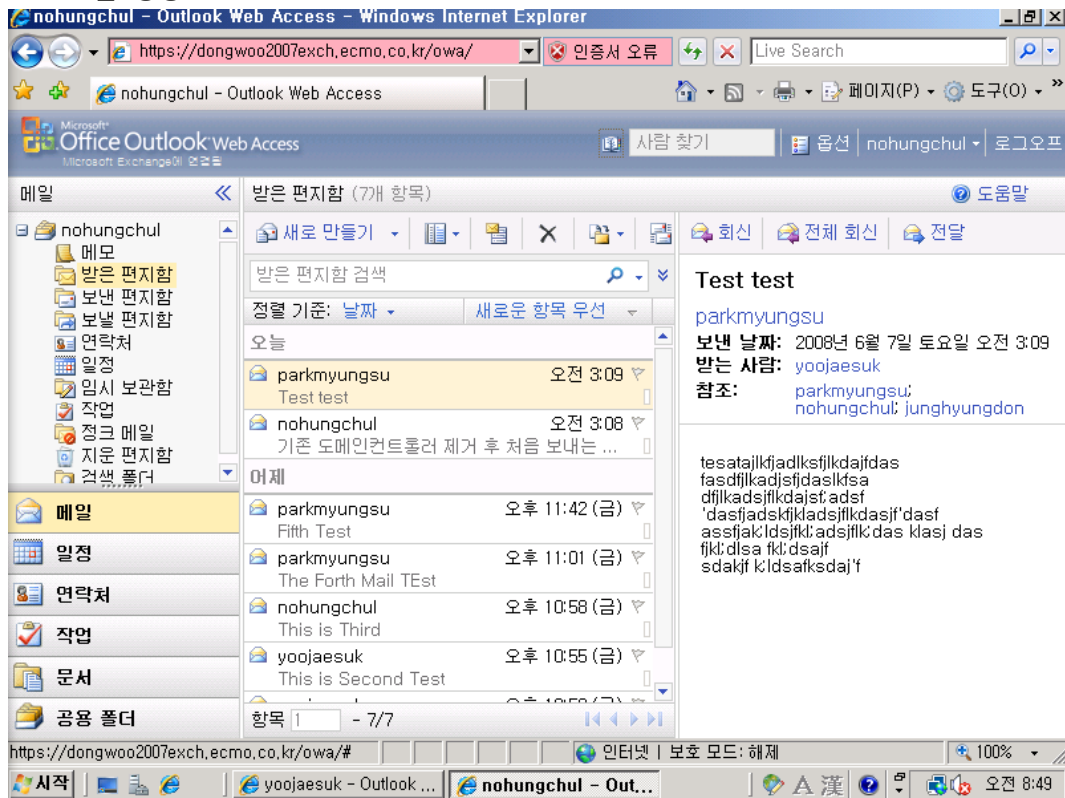 nohungchul - Outlook Web Access - Windows Internet Explorer
https://dongwoo2007exch.ecmo.co.kr/owa/
인증서 오류
Live Search
nohungchul - Outlook Web Access
페이지(P)
도구(O)
Microsoft
Office Outlook Web Access
Microsoft Exchange에 연결됨
사람 찾기
옵션
nohungchul
로그오프
메일
받은 편지함 (7개 항목)
도움말
nohungchul
메모
받은 편지함
보낸 편지함
보낼 편지함
연락처
일정
임시 보관함
작업
정크 메일
지운 편지함
검색 폴더
메일
일정
연락처
작업
문서
공용 폴더
새로 만들기
받은 편지함 검색
정렬 기준: 날짜
새로운 항목 우선
오늘
parkmyungsu 오전 3:09
Test test
nohungchul 오전 3:08
기존 도메인컨트롤러 제거 후 처음 보내는 ...
어제
parkmyungsu 오후 11:42 (금)
Fifth Test
parkmyungsu 오후 11:01 (금)
The Forth Mail TEst
nohungchul 오후 10:58 (금)
This is Third
yoojaesuk 오후 10:55 (금)
This is Second Test
항목 1 - 7/7
회신
전체 회신
전달
Test test
parkmyungsu
보낸 날짜: 2008년 6월 7일 토요일 오전 3:09
받는 사람: yoojaesuk
참조: parkmyungsu;
nohungchul; junghyungdon
tesatajlkfjadlksfjlkdajfdas
fasdfjlkadjsfjdaslkfsa
dfjlkadsjflkdajsf;adsf
'dasfjadskfjkladsjflkdasjf'dasf
assfjak;ldsjfkl;adsjflk;das klasj das
fjkl;dlsa fkl;dsajf
sdakjf k;ldsafksdaj'f
https://dongwoo2007exch.ecmo.co.kr/owa/#
인터넷 | 보호 모드: 해제
100%
시작
yoojaesuk - Outlook ...
nohungchul - Out...
A 漢
오전 8:49